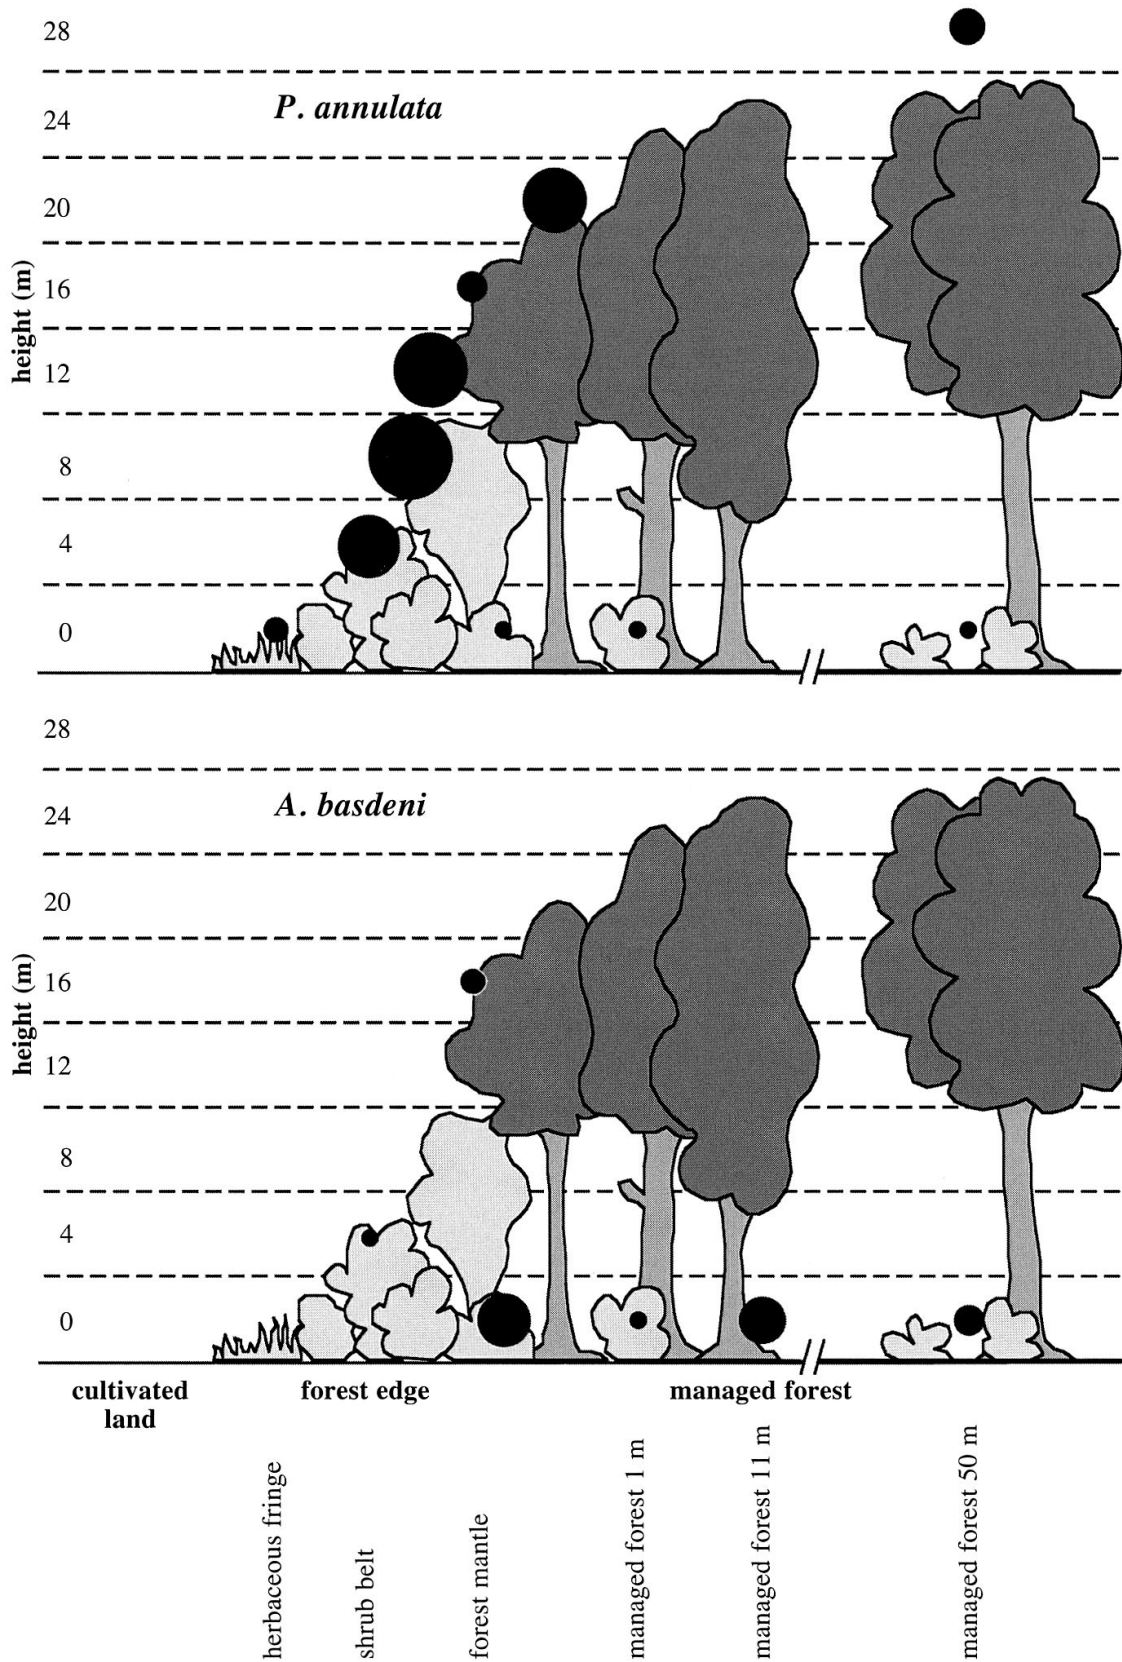 28
P. annulata
24
20
height (m)
16
12
8
4
0
28
A. basdeni
24
20
height (m)
16
12
8
4
0
cultivated
land
forest edge
managed forest
herbaceous fringe
shrub belt
forest mantle
managed forest 1 m
managed forest 11 m
managed forest 50 m